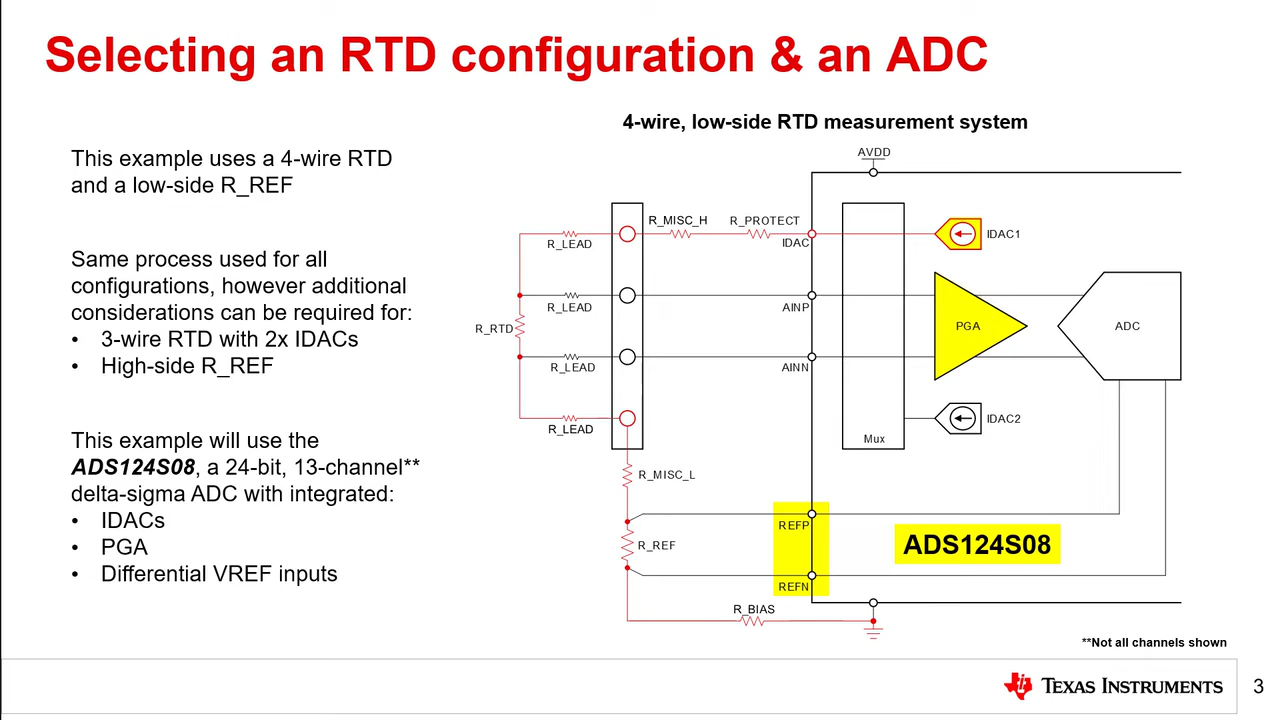 Selecting an RTD configuration & an ADC
This example uses a 4-wire RTD
and a low-side R_REF
Same process used for all
configurations, however additional
considerations can be required for:
• 3-wire RTD with 2x IDACs
• High-side R_REF
This example will use the
ADS124S08, a 24-bit, 13-channel**
delta-sigma ADC with integrated:
• IDACs
• PGA
• Differential VREF inputs
4-wire, low-side RTD measurement system
AVDD
R_MISC_H
R_PROTECT
R_LEAD
IDAC
IDAC1
R_LEAD
AINP
R_RTD
PGA
ADC
R_LEAD
AINN
R_LEAD
Mux
IDAC2
R_MISC_L
REFP
R_REF
ADS124S08
REFN
R_BIAS
**Not all channels shown
TEXAS INSTRUMENTS
3